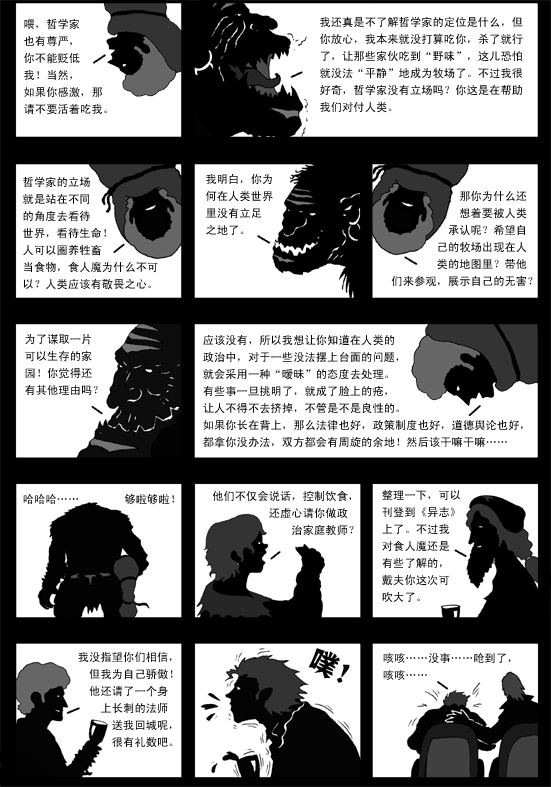 喂，哲学家
也有尊严，
你不能贬低
我！当然，
如果你感激，那
请不要活着吃我。
我还真是不了解哲学家的定位是什么，但
你放心，我本来就没打算吃你，杀了就行
了，让那些家伙吃到“野味”，这儿恐怕
就没法“平静”地成为牧场了。不过我很
好奇，哲学家没有立场吗？你这是在帮助
我们对付人类。
哲学家的立场
就是站在不同
的角度去看待
世界，看待生命！
人可以圈养牲畜
当食物，食人魔为什么不可
以？人类应该有敬畏之心。
我明白，你为
何在人类世界
里没有立足
之地了。
那你为什么还
想着要被人类
承认呢？希望自
己的牧场出现在人
类的地图里？带他
们来参观，展示自己的无害？
为了谋取一片
可以生存的家
园！你觉得还
有其他理由吗？
应该没有，所以我想让你知道在人类的
政治中，对于一些没法摆上台面的问题，
就会采用一种“暧昧”的态度去处理。
有些事一旦挑明了，就成了脸上的疮，
让人不得不去挤掉，不管是不是良性的。
如果你长在背上，那么法律也好，政策制度也好，道德舆论也好，
都拿你没办法，双方都会有周旋的余地！然后该干嘛干嘛……
哈哈哈……
够啦够啦！
他们不仅会说话，控制饮食，
还虚心请你做政
治家庭教师？
整理一下，可以
刊登到《异志》
上了。不过我
对食人魔还是
有些了解的，
戴夫你这次可
吹大了。
我没指望你们相信，
但我为自己骄傲！
他还请了一个身
上长刺的法师
送我回城呢，
很有礼数吧。
噗！
咳咳……没事……呛到了，
咳咳……